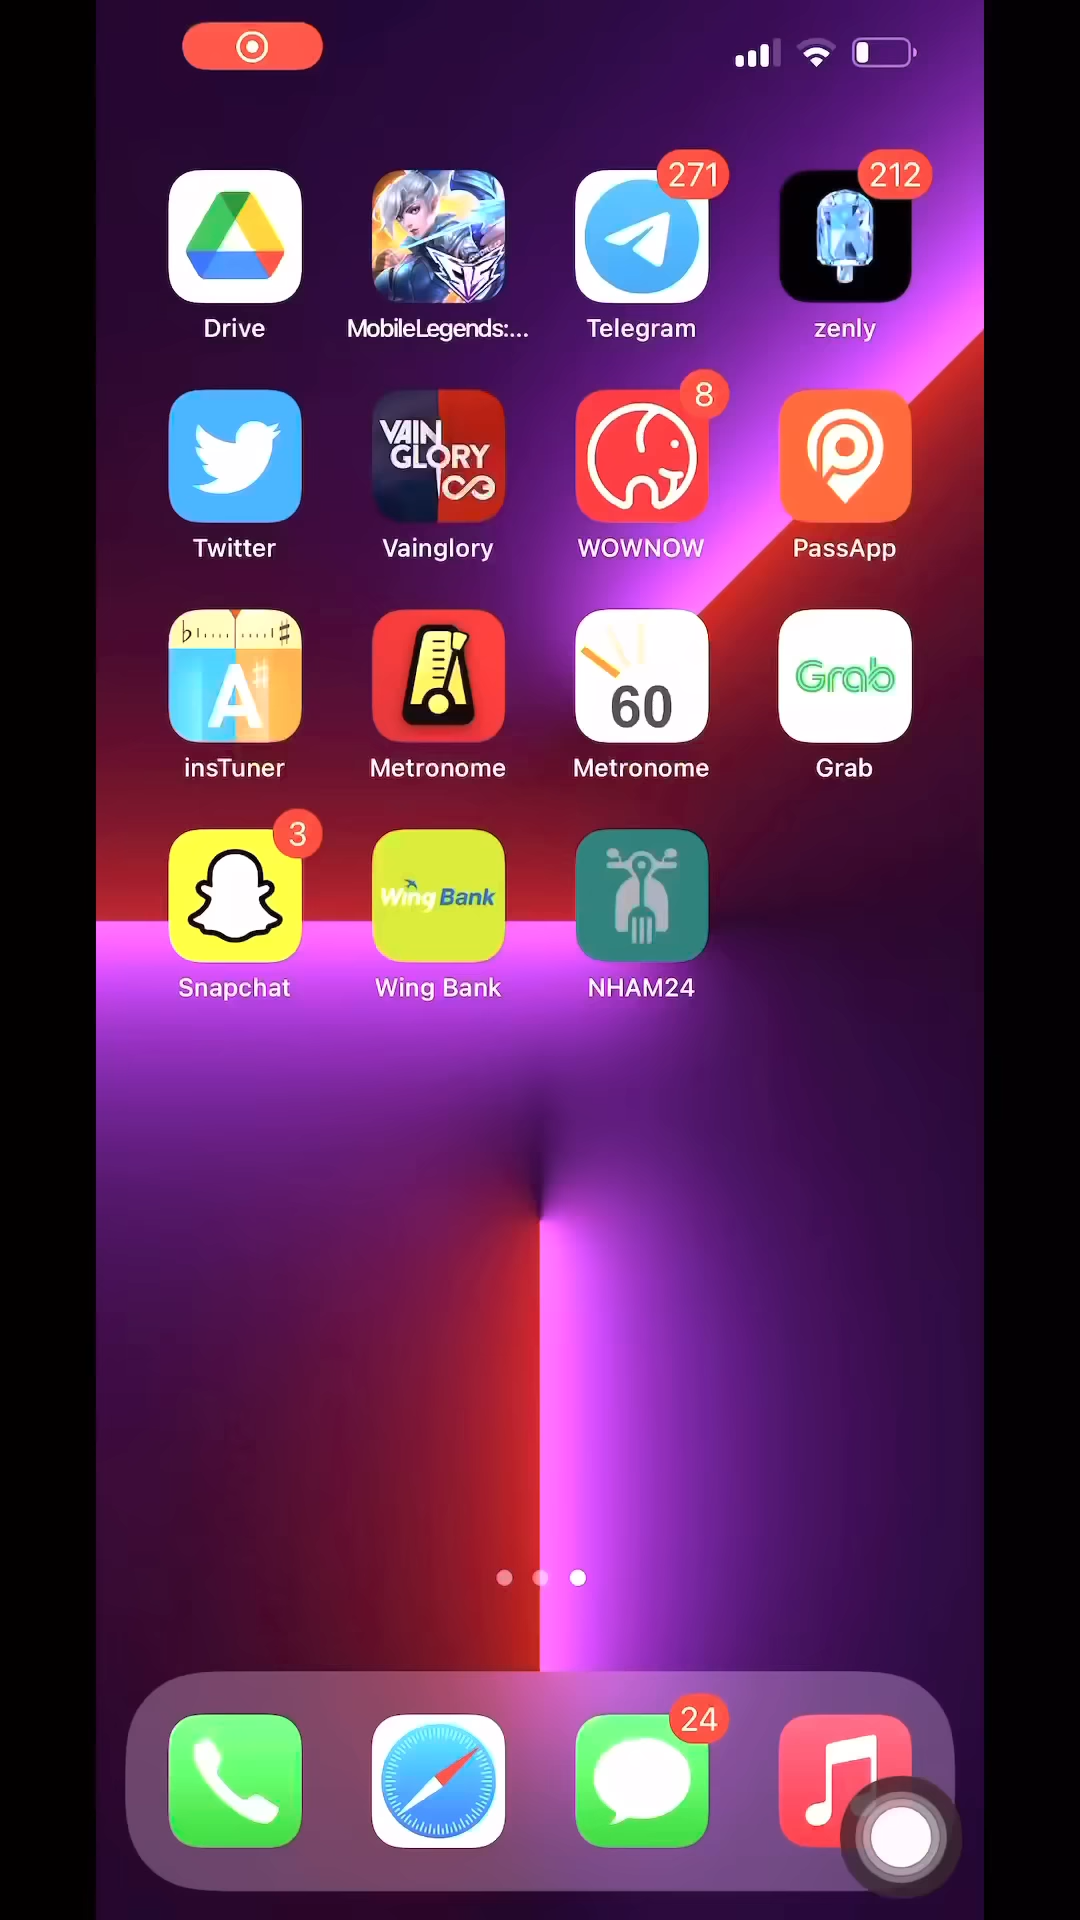 271
212
Drive
MobileLegends:...
Telegram
zenly
8
VAIN
GLORY
Twitter
Vainglory
WOWNOW
PassApp
A#
60
Grab
insTuner
Metronome
Metronome
Grab
3
Wing Bank
Snapchat
Wing Bank
NHAM24
24